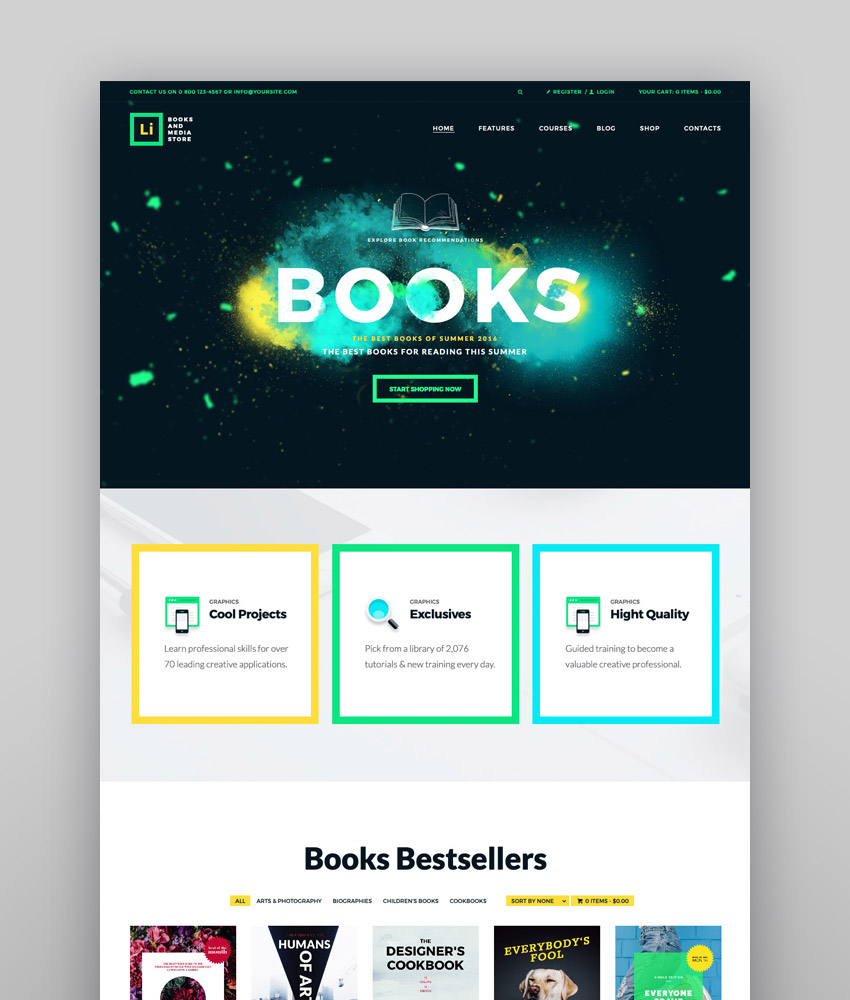 CONTACT US ON 0 800 123-4567 OR INFO@YOURSITE.COM
REGISTER / LOGIN
YOUR CART: 0 ITEMS - $0.00
Li
BOOKS
AND
MEDIA
STORE
HOME FEATURES COURSES BLOG SHOP CONTACTS
EXPLORE BOOK RECOMMENDATIONS
BOOKS
THE BEST BOOKS OF SUMMER 2016
THE BEST BOOKS FOR READING THIS SUMMER
START SHOPPING NOW
GRAPHICS
Cool Projects
Learn professional skills for over
70 leading creative applications.
GRAPHICS
Exclusives
Pick from a library of 2,076
tutorials & new training every day.
GRAPHICS
Hight Quality
Guided training to become a
valuable creative professional.
Books Bestsellers
ALL ARTS & PHOTOGRAPHY BIOGRAPHIES CHILDREN'S BOOKS COOKBOOKS SORT BY NONE 0 ITEMS - $0.00
HUMANS
OF ART
THE
DESIGNER'S
COOKBOOK
EVERYBODY'S
FOOL
EVERYONE